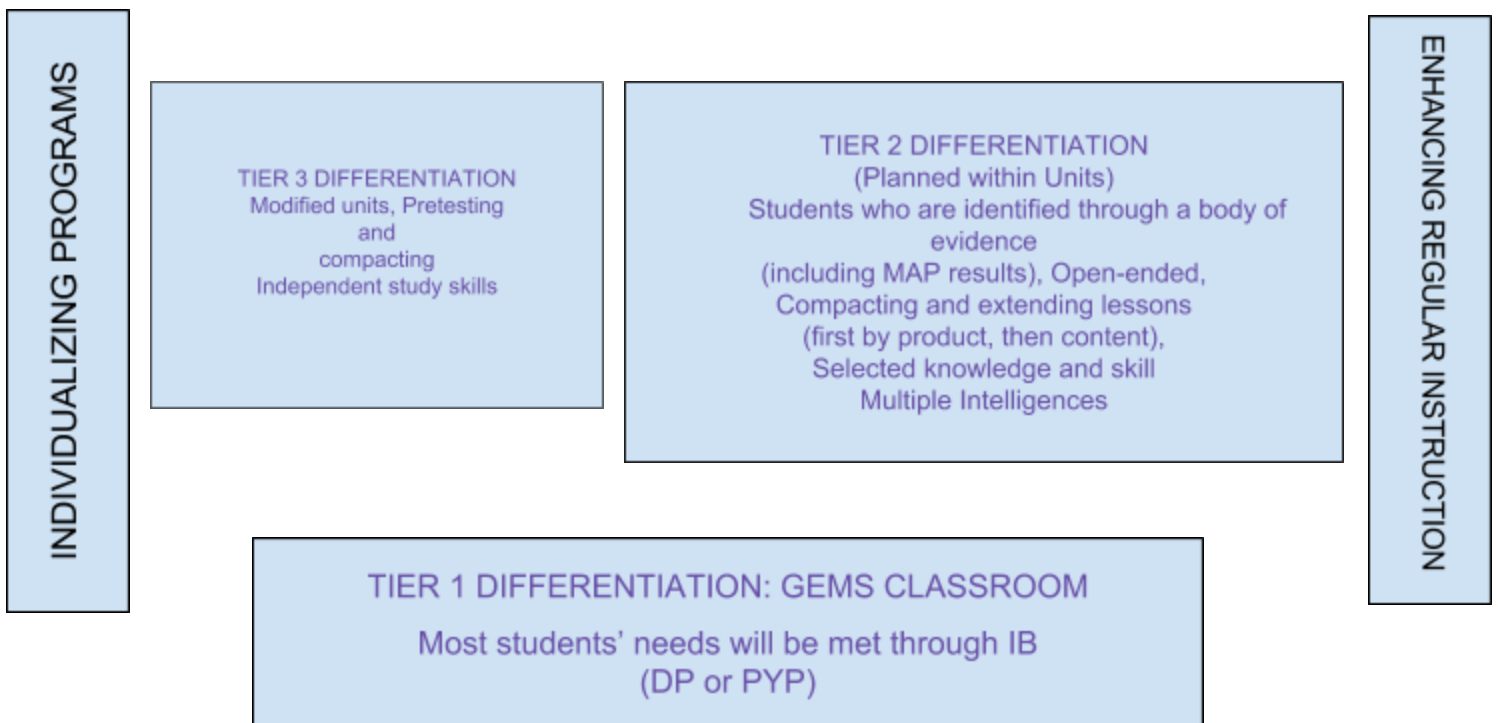 INDIVIDUALIZING PROGRAMS
TIER 3 DIFFERENTIATION
Modified units, Pretesting
and
compacting
Independent study skills
TIER 2 DIFFERENTIATION
(Planned within Units)
Students who are identified through a body of
evidence
(including MAP results), Open-ended,
Compacting and extending lessons
(first by product, then content),
Selected knowledge and skill
Multiple Intelligences
ENHANCING REGULAR INSTRUCTION
TIER 1 DIFFERENTIATION: GEMS CLASSROOM
Most students’ needs will be met through IB
(DP or PYP)